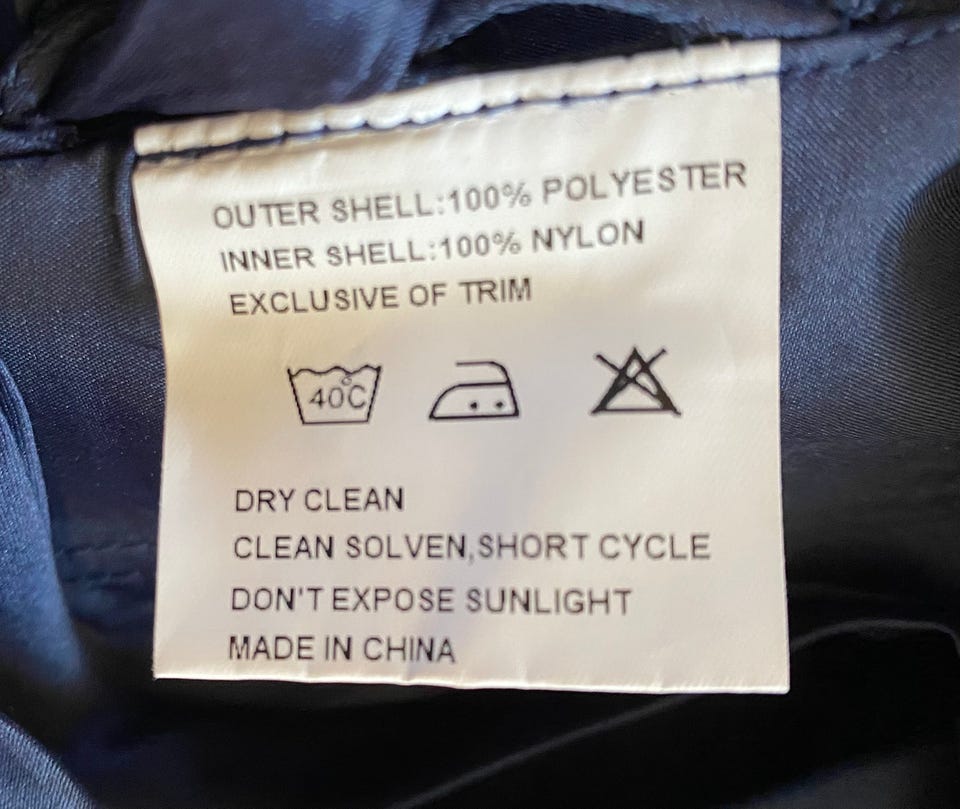 OUTER SHELL:100% POLYESTER
INNER SHELL:100% NYLON
EXCLUSIVE OF TRIM
40°C
DRY CLEAN
CLEAN SOLVEN,SHORT CYCLE
DON'T EXPOSE SUNLIGHT
MADE IN CHINA